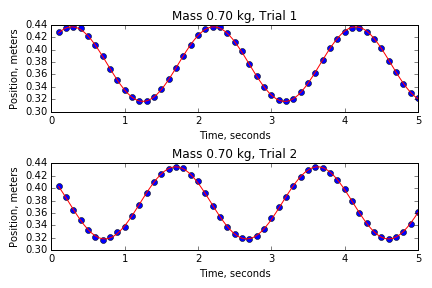 Mass 0.70 kg, Trial 1
0.44
0.42
0.40
0.38
0.36
0.34
0.32
0.30
Position, meters
0 1 2 3 4 5
Time, seconds
Mass 0.70 kg, Trial 2
0.44
0.42
0.40
0.38
0.36
0.34
0.32
0.30
Position, meters
0 1 2 3 4 5
Time, seconds